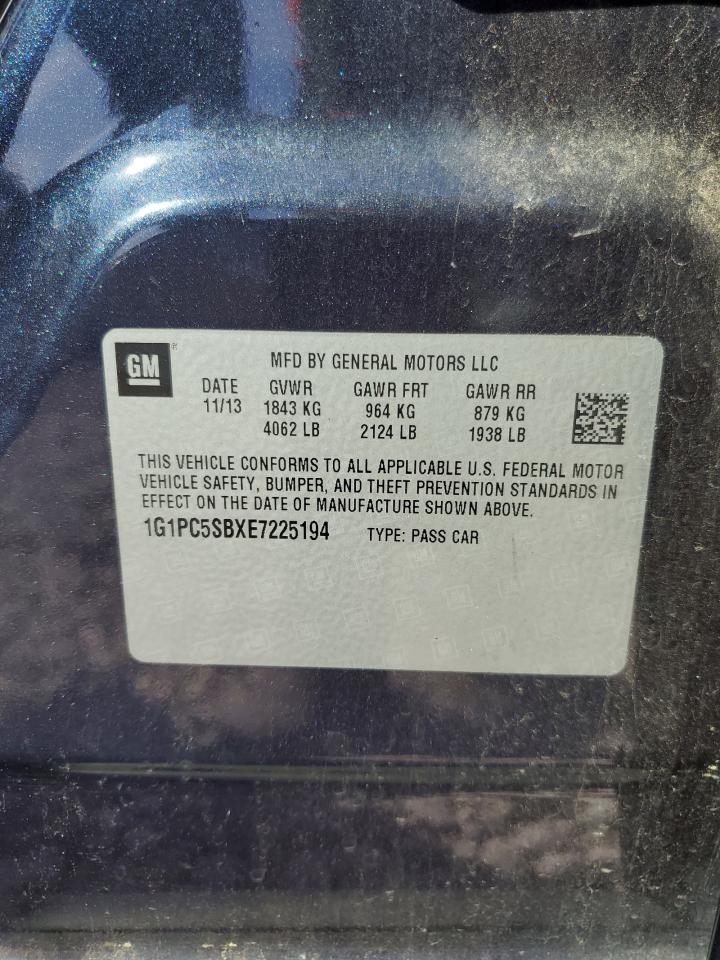 GM ®
MFD BY GENERAL MOTORS LLC
DATE GVWR GAWR FRT GAWR RR
11/13 1843 KG 964 KG 879 KG
4062 LB 2124 LB 1938 LB
THIS VEHICLE CONFORMS TO ALL APPLICABLE U.S. FEDERAL MOTOR
VEHICLE SAFETY, BUMPER, AND THEFT PREVENTION STANDARDS IN
EFFECT ON THE DATE OF MANUFACTURE SHOWN ABOVE.
1G1PC5SBXE7225194 TYPE: PASS CAR